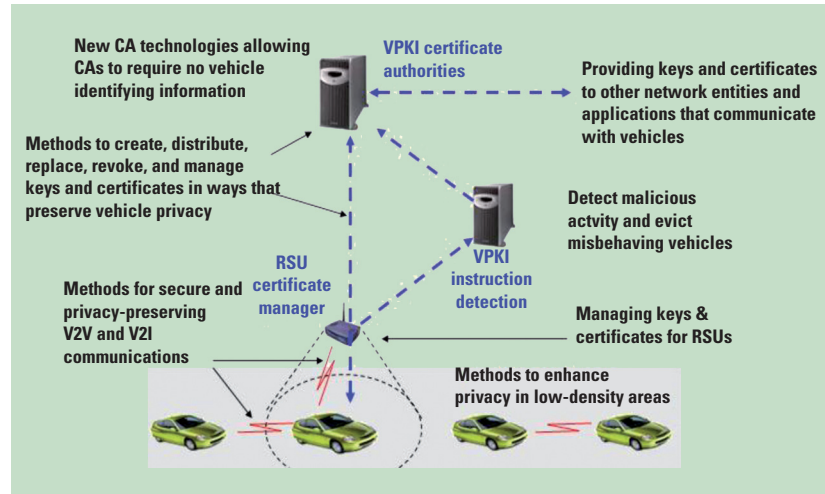 New CA technologies allowing
CAs to require no vehicle
identifying information
VPKI certificate
authorities
Providing keys and certificates
to other network entities and
applications that communicate
with vehicles
Methods to create, distribute,
replace, revoke, and manage
keys and certificates in ways that
preserve vehicle privacy
Detect malicious
actvity and evict
misbehaving vehicles
RSU
certificate
manager
VPKI
instruction
detection
Methods for secure and
privacy-preserving
V2V and V2I
communications
Managing keys &
certificates for RSUs
Methods to enhance
privacy in low-density areas